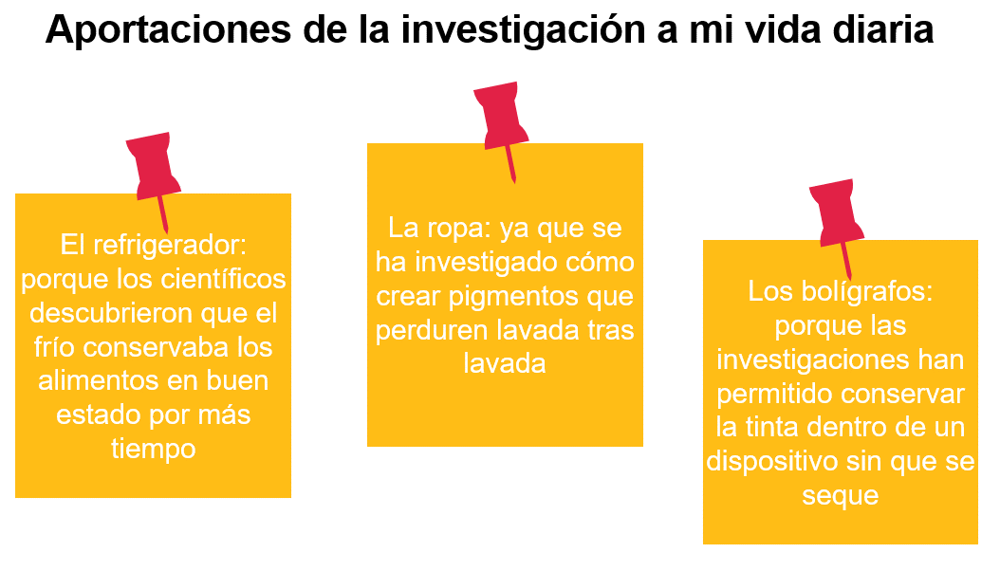 Aportaciones de la investigación a mi vida diaria
El refrigerador:
porque los científicos
descubrieron que el
frío conservaba los
alimentos en buen
estado por más
tiempo
La ropa: ya que se
ha investigado cómo
crear pigmentos que
perduren lavada tras
lavada
Los bolígrafos:
porque las
investigaciones han
permitido conservar
la tinta dentro de un
dispositivo sin que se
seque